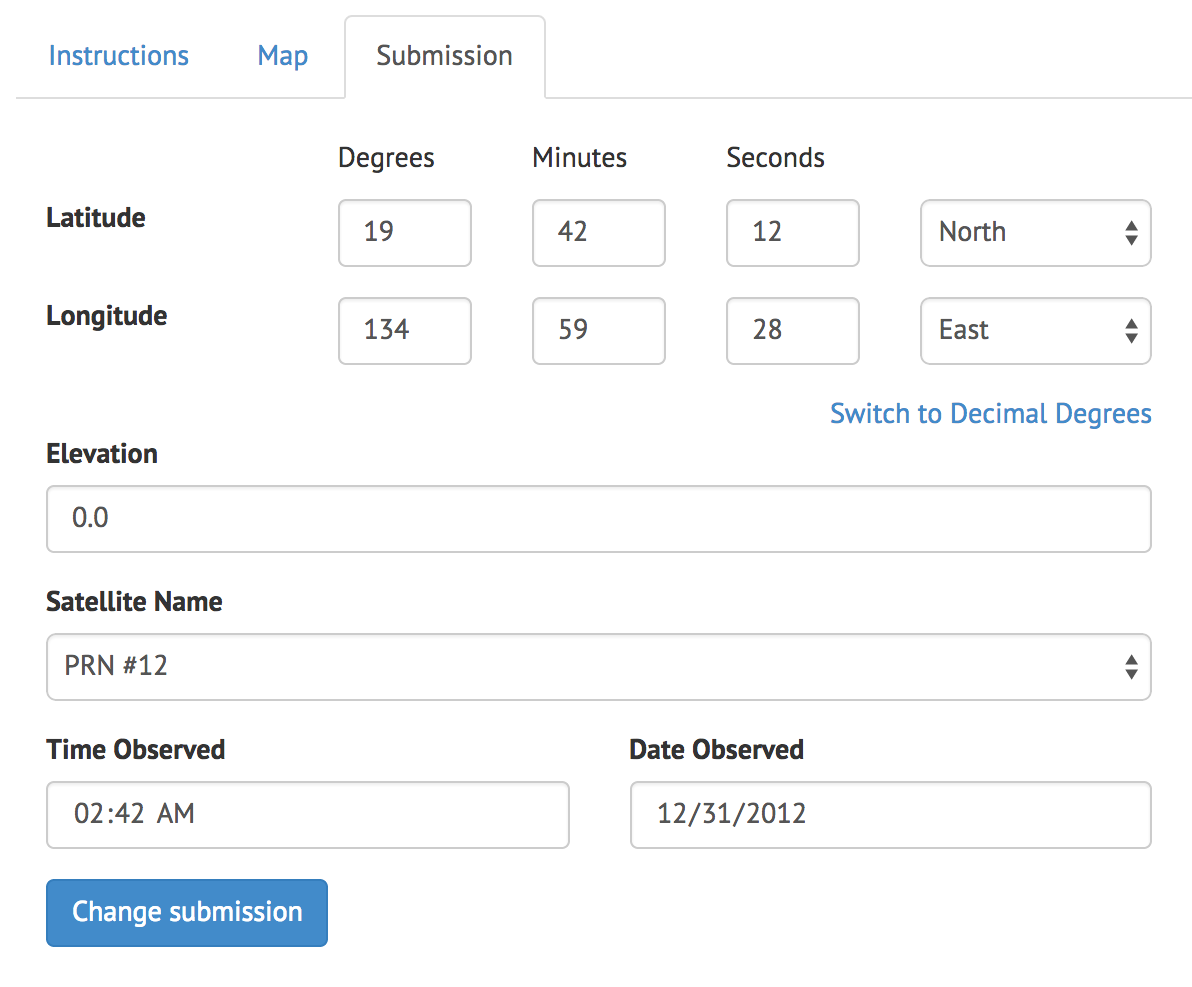 Instructions Map Submission
Degrees Minutes Seconds
Latitude 19 42 12 North
Longitude 134 59 28 East
Switch to Decimal Degrees
Elevation
0.0
Satellite Name
PRN #12
Time Observed Date Observed
02:42 AM 12/31/2012
Change submission